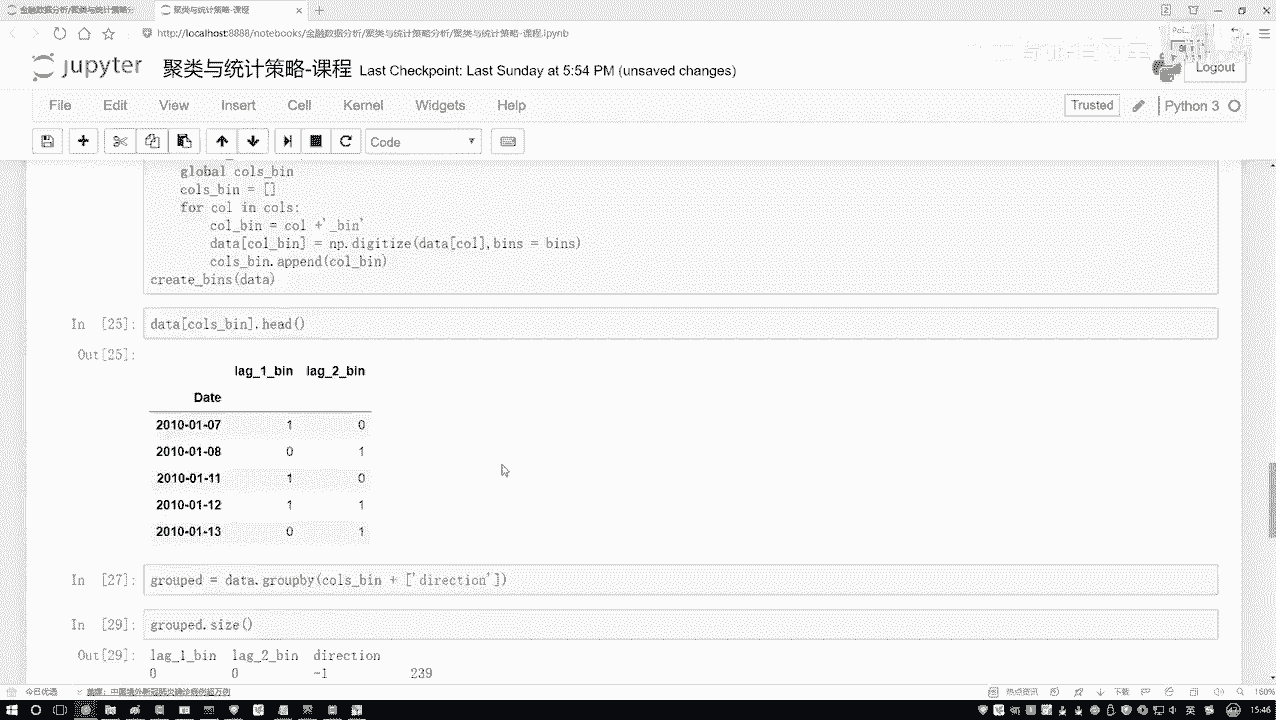 金融数据分析/聚类与统计策略分
聚类与统计策略-课程
http://localhost:8888/notebooks/金融数据分析/聚类与统计策略分析/聚类与统计策略-课程.ipynb
jupyter 聚类与统计策略-课程 Last Checkpoint: Last Sunday at 5:54 PM (unsaved changes)
Logout
File Edit View Insert Cell Kernel Widgets Help
Trusted Python 3
Code
global cols_bin
cols_bin = []
for col in cols:
col_bin = col +'_bin'
data[col_bin] = np.digitize(data[col],bins = bins)
cols_bin.append(col_bin)
create_bins(data)
In [25]: data[cols_bin].head()
Out[25]:
lag_1_bin lag_2_bin
Date
2010-01-07 1 0
2010-01-08 0 1
2010-01-11 1 0
2010-01-12 1 1
2010-01-13 0 1
In [27]: grouped = data.groupby(cols_bin + ['direction'])
In [29]: grouped.size()
Out[29]: lag_1_bin lag_2_bin direction
0 0 -1 239
今日优选
热点资讯 下载 160%
15:46